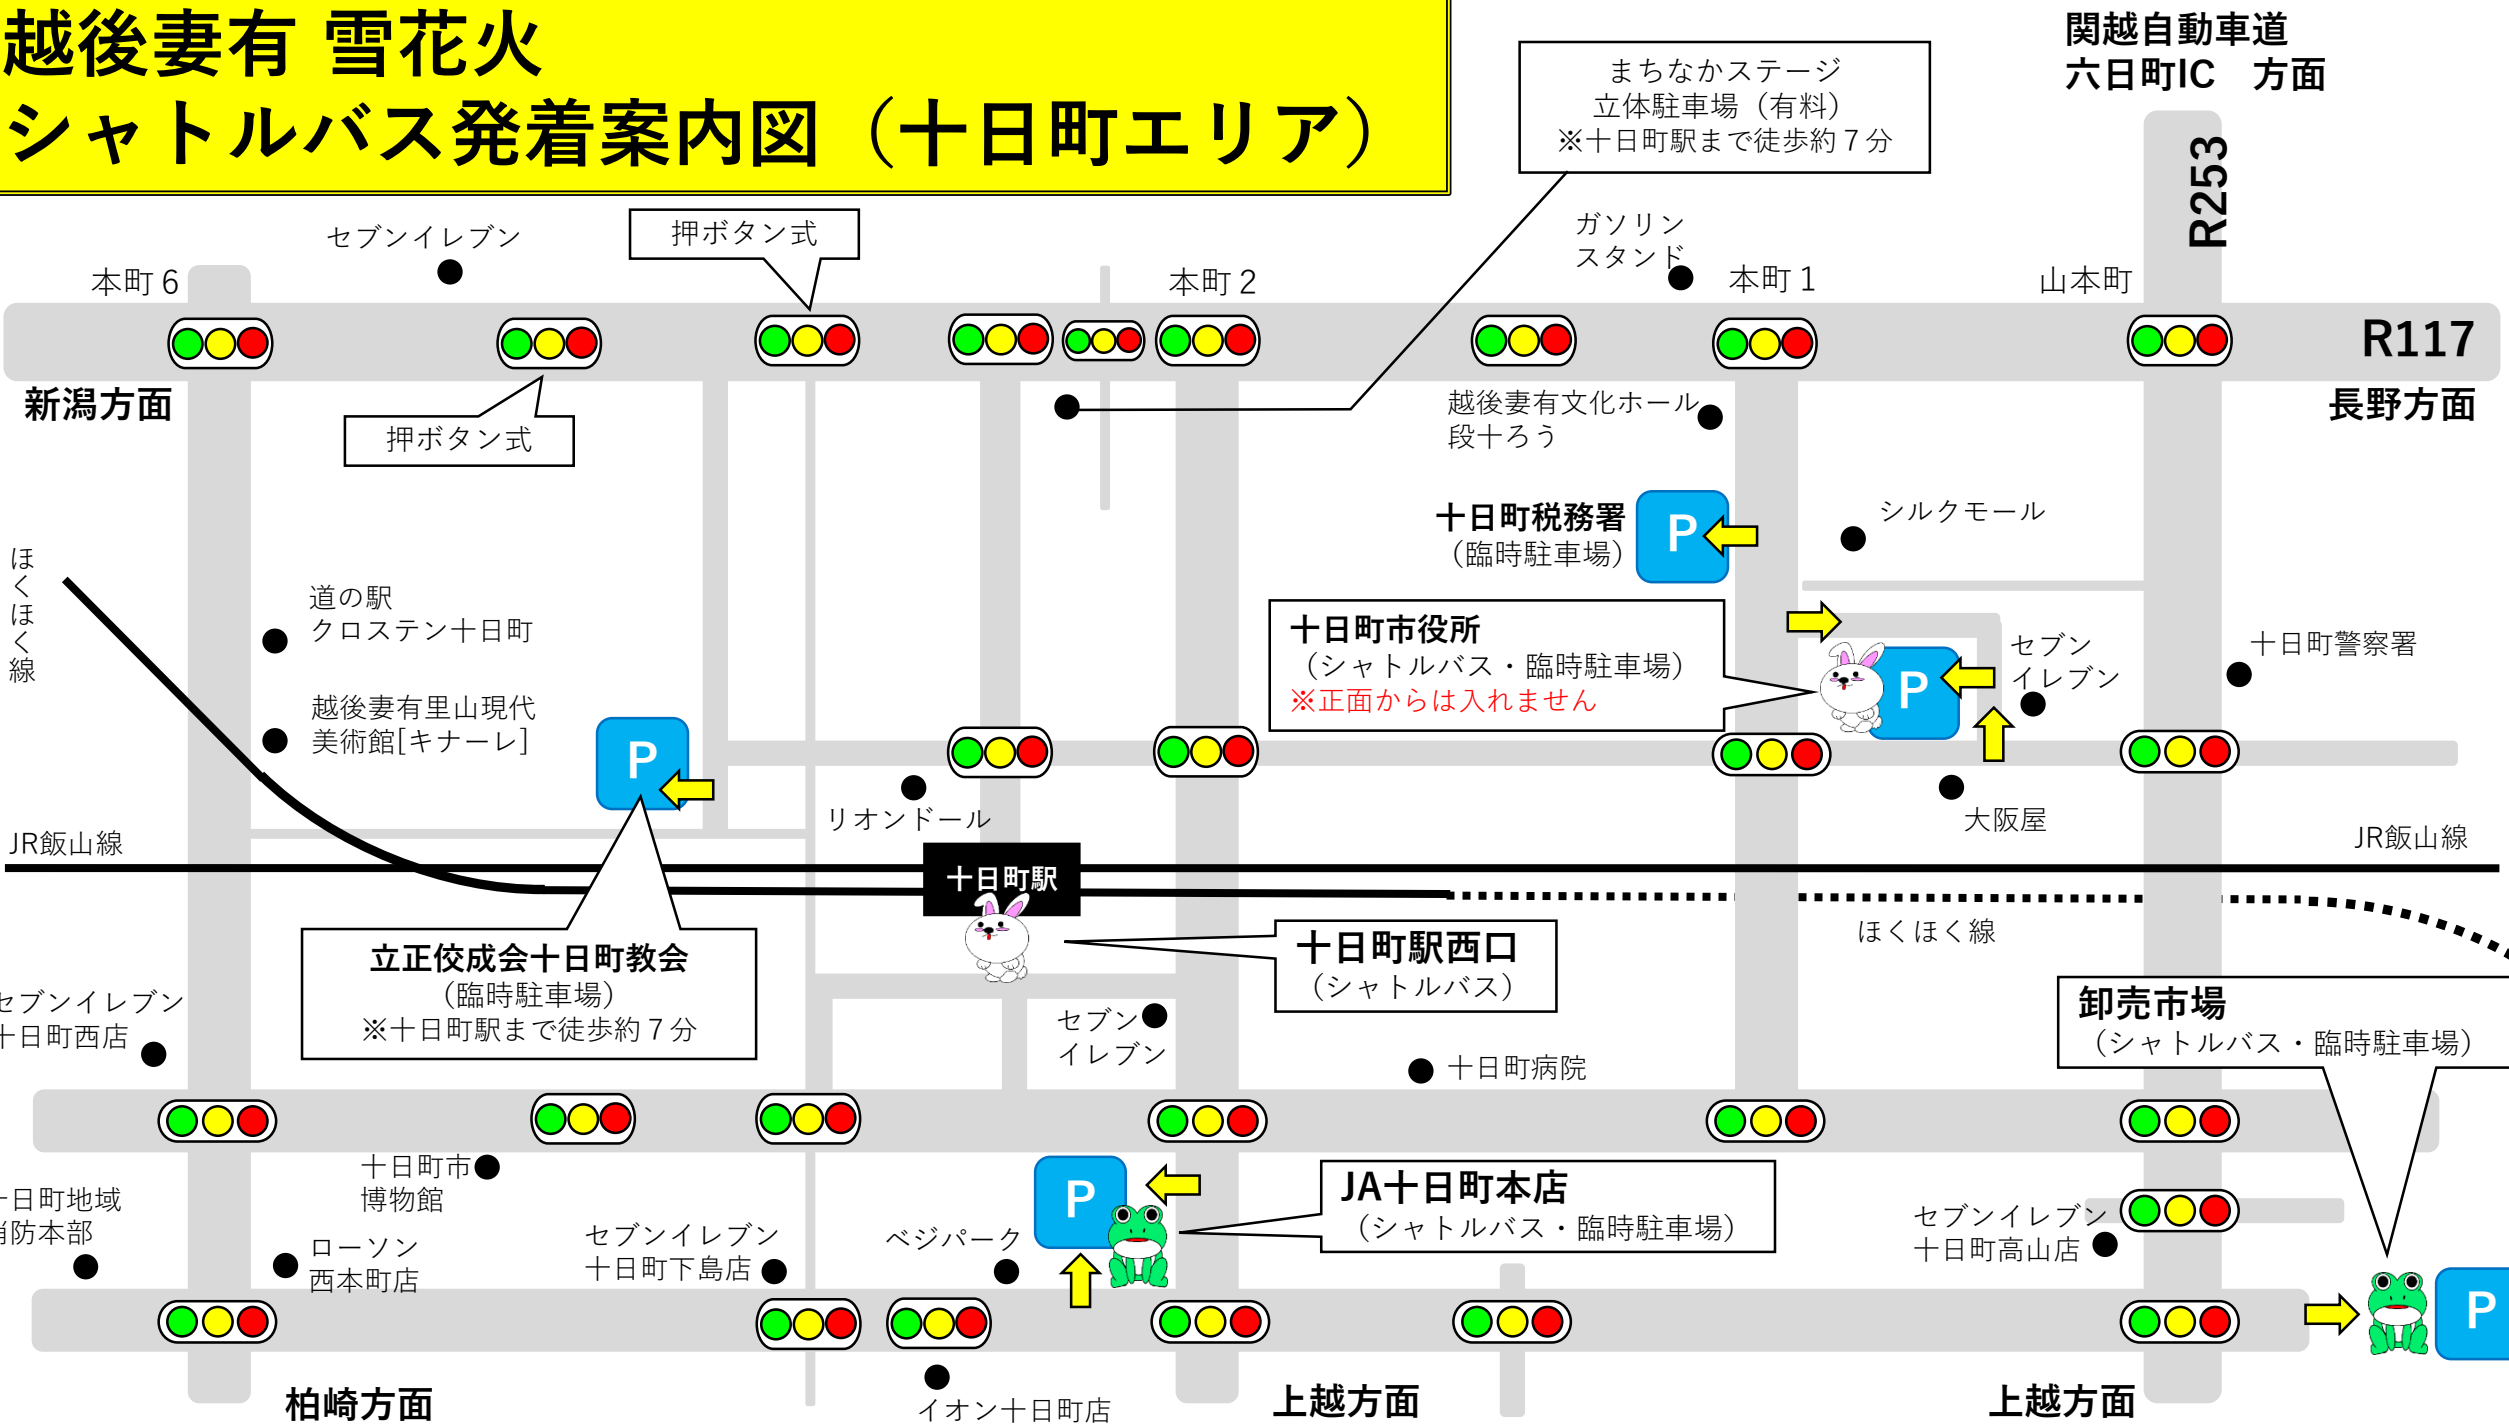 越後妻有 雪花火
シャトルバス発着案内図（十日町エリア）
まちなかステージ
立体駐車場（有料）
※十日町駅まで徒歩約７分
関越自動車道
六日町IC　方面
R253
セブンイレブン
押ボタン式
ガソリン
スタンド
本町６
本町２
本町１
山本町
R117
新潟方面
長野方面
押ボタン式
越後妻有文化ホール
段十ろう
十日町税務署
（臨時駐車場）
P
シルクモール
ほくほく線
道の駅
クロステン十日町
十日町市役所
（シャトルバス・臨時駐車場）
※正面からは入れません
P
セブン
イレブン
十日町警察署
越後妻有里山現代
美術館[キナーレ]
P
リオンドール
大阪屋
JR飯山線
JR飯山線
十日町駅
ほくほく線
立正佼成会十日町教会
（臨時駐車場）
※十日町駅まで徒歩約７分
十日町駅西口
（シャトルバス）
セブンイレブン
十日町西店
セブン
イレブン
十日町病院
卸売市場
（シャトルバス・臨時駐車場）
十日町市
博物館
P
JA十日町本店
（シャトルバス・臨時駐車場）
十日町地域
消防本部
ローソン
西本町店
セブンイレブン
十日町下島店
ベジパーク
セブンイレブン
十日町高山店
P
柏崎方面
イオン十日町店
上越方面
上越方面